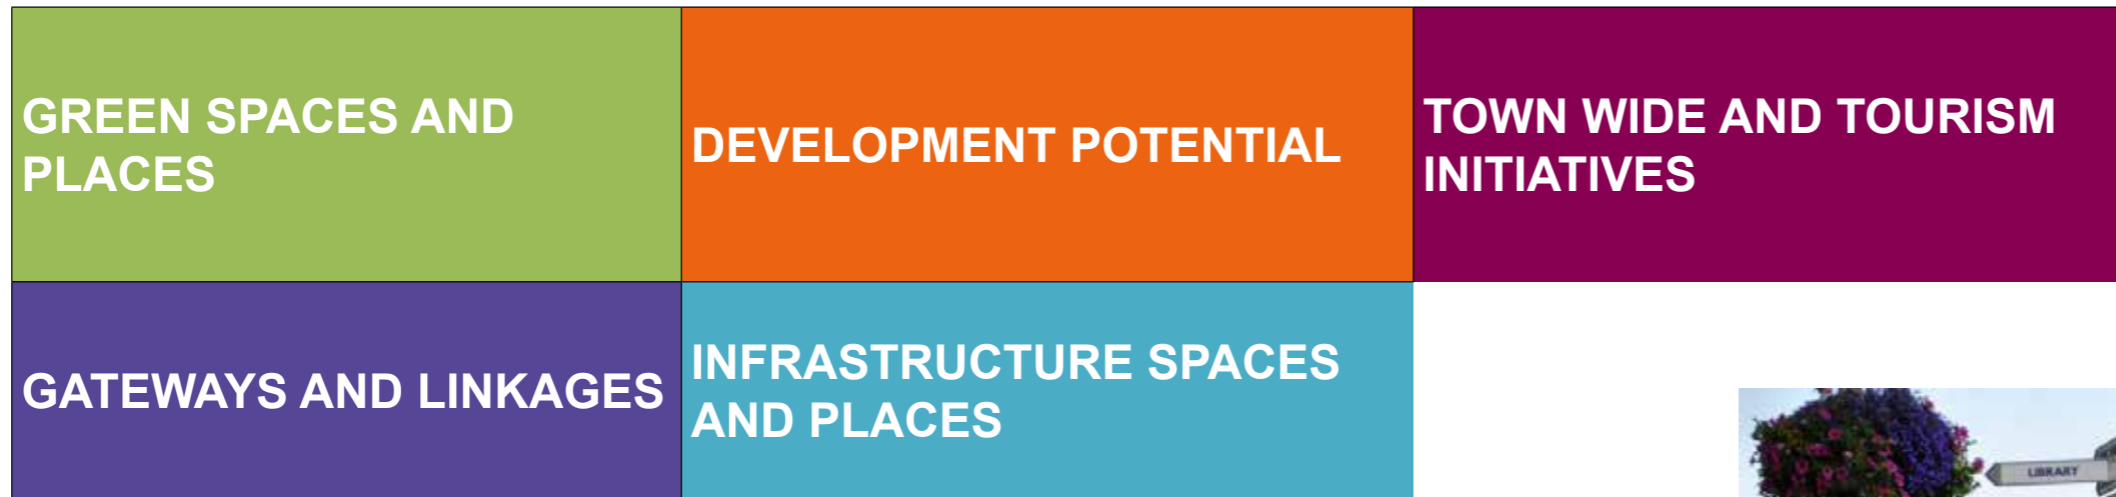 GREEN SPACES AND
PLACES
DEVELOPMENT POTENTIAL
TOWN WIDE AND TOURISM
INITIATIVES
GATEWAYS AND LINKAGES
INFRASTRUCTURE SPACES
AND PLACES
LIBRARY